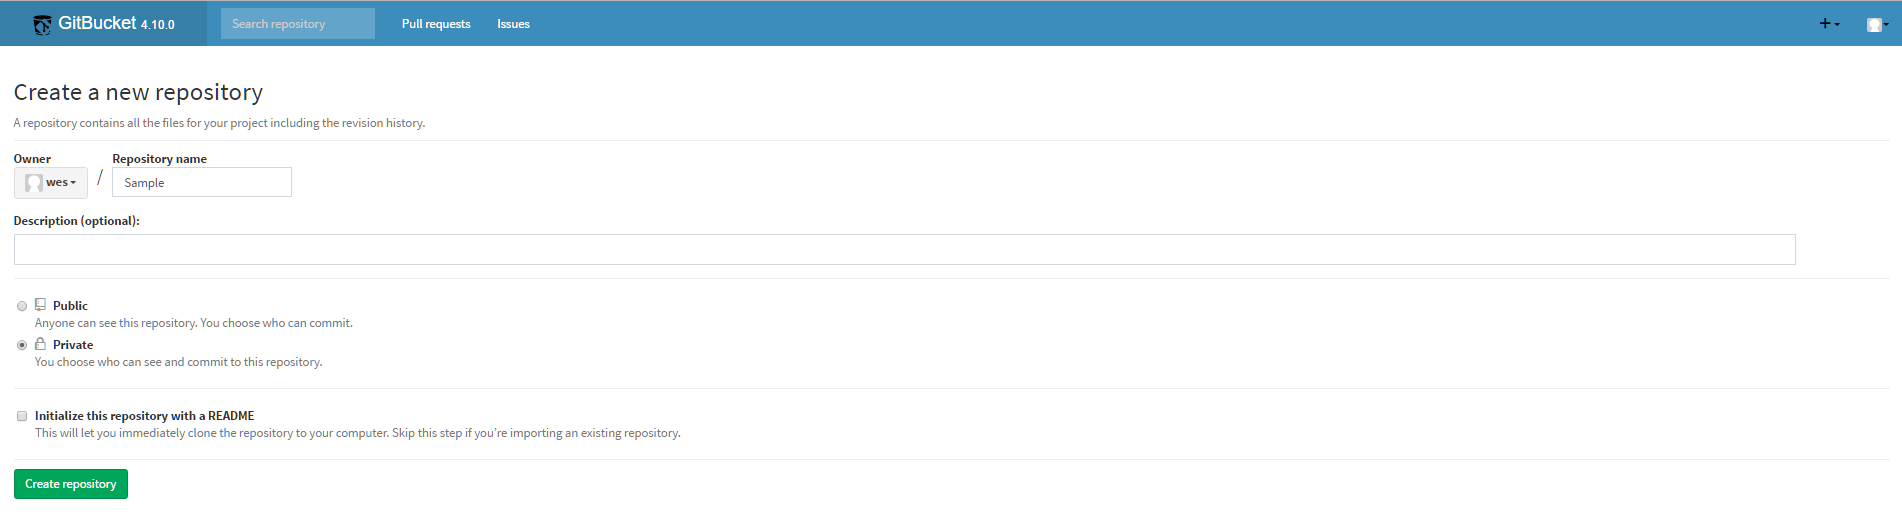 GitBucket 4.10.0 Search repository Pull requests Issues
Create a new repository
A repository contains all the files for your project including the revision history.
Owner Repository name
wes / Sample
Description (optional):
Public
Anyone can see this repository. You choose who can commit.
Private
You choose who can see and commit to this repository.
Initialize this repository with a README
This will let you immediately clone the repository to your computer. Skip this step if you’re importing an existing repository.
Create repository